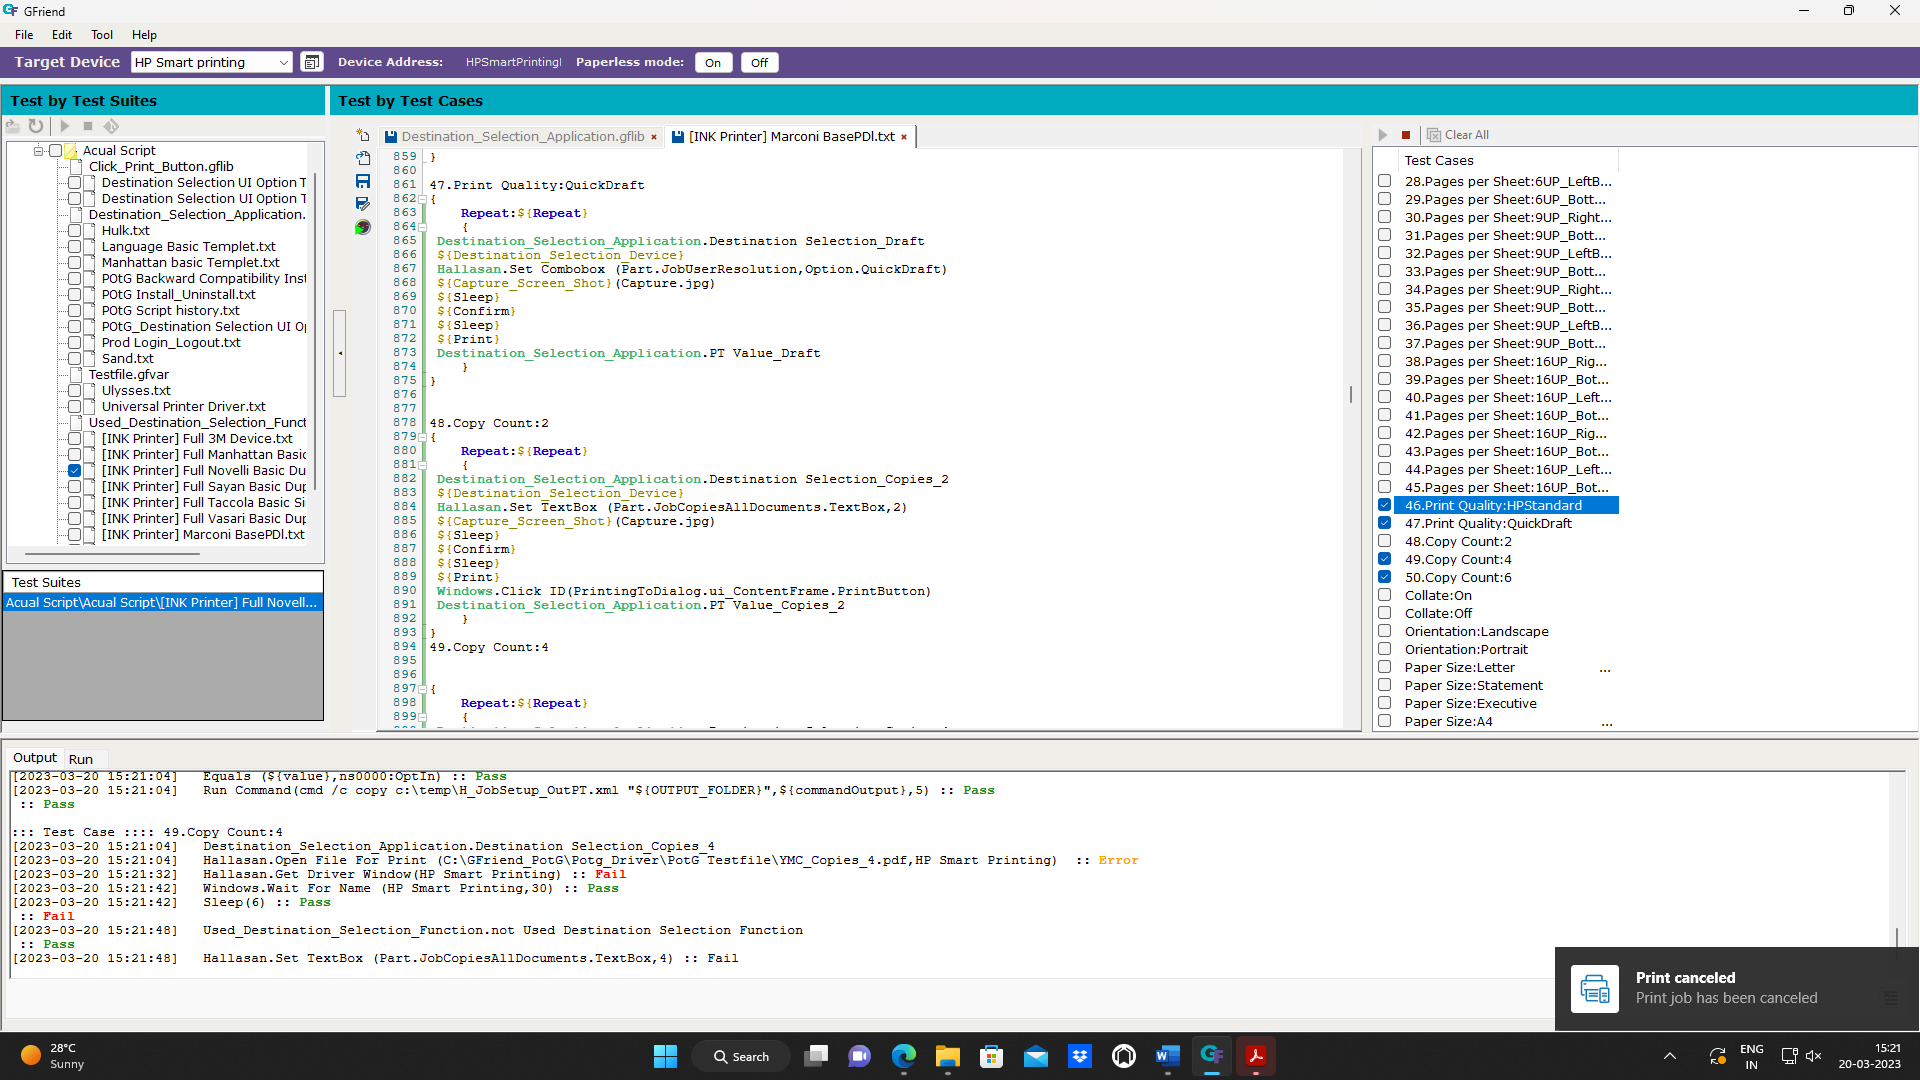 GFriend
File Edit Tool Help
Target Device HP Smart printing Device Address: HPSmartPrintingI Paperless mode: On Off
Test by Test Suites
Test by Test Cases
Acual Script
Click_Print_Button.gflib
Destination Selection UI Option T
Destination Selection UI Option T
Destination_Selection_Application.
Hulk.txt
Language Basic Templet.txt
Manhattan basic Templet.txt
POtG Backward Compatibility Inst
POtG Install_Uninstall.txt
POtG Script history.txt
POtG_Destination Selection UI Op
Prod Login_Logout.txt
Sand.txt
Testfile.gfvar
Ulysses.txt
Universal Printer Driver.txt
Used_Destination_Selection_Funct
[INK Printer] Full 3M Device.txt
[INK Printer] Full Manhattan Basic
[INK Printer] Full Novelli Basic Du
[INK Printer] Full Sayan Basic Dup
[INK Printer] Full Taccola Basic Si
[INK Printer] Full Vasari Basic Dup
[INK Printer] Marconi BasePDl.txt
Test Suites
Acual Script\Acual Script\[INK Printer] Full Novell...
Destination_Selection_Application.gflib × [INK Printer] Marconi BasePDl.txt ×
859 }
860
861 47.Print Quality:QuickDraft
862 {
863 Repeat:${Repeat}
864 {
865 Destination_Selection_Application.Destination Selection_Draft
866 ${Destination_Selection_Device}
867 Hallasan.Set Combobox (Part.JobUserResolution,Option.QuickDraft)
868 ${Capture_Screen_Shot}(Capture.jpg)
869 ${Sleep}
870 ${Confirm}
871 ${Sleep}
872 ${Print}
873 Destination_Selection_Application.PT Value_Draft
874 }
875 }
876
877
878 48.Copy Count:2
879 {
880 Repeat:${Repeat}
881 {
882 Destination_Selection_Application.Destination Selection_Copies_2
883 ${Destination_Selection_Device}
884 Hallasan.Set TextBox (Part.JobCopiesAllDocuments.TextBox,2)
885 ${Capture_Screen_Shot}(Capture.jpg)
886 ${Sleep}
887 ${Confirm}
888 ${Sleep}
889 ${Print}
890 Windows.Click ID(PrintingToDialog.ui_ContentFrame.PrintButton)
891 Destination_Selection_Application.PT Value_Copies_2
892 }
893 }
894 49.Copy Count:4
895
896
897 {
898 Repeat:${Repeat}
899 {
Clear All
Test Cases
28.Pages per Sheet:6UP_LeftB...
29.Pages per Sheet:6UP_Bott...
30.Pages per Sheet:9UP_Right...
31.Pages per Sheet:9UP_Bott...
32.Pages per Sheet:9UP_LeftB...
33.Pages per Sheet:9UP_Bott...
34.Pages per Sheet:9UP_Right...
35.Pages per Sheet:9UP_Bott...
36.Pages per Sheet:9UP_LeftB...
37.Pages per Sheet:9UP_Bott...
38.Pages per Sheet:16UP_Rig...
39.Pages per Sheet:16UP_Bot...
40.Pages per Sheet:16UP_Left...
41.Pages per Sheet:16UP_Bot...
42.Pages per Sheet:16UP_Rig...
43.Pages per Sheet:16UP_Bot...
44.Pages per Sheet:16UP_Left...
45.Pages per Sheet:16UP_Bot...
46.Print Quality:HPStandard
47.Print Quality:QuickDraft
48.Copy Count:2
49.Copy Count:4
50.Copy Count:6
Collate:On
Collate:Off
Orientation:Landscape
Orientation:Portrait
Paper Size:Letter ...
Paper Size:Statement
Paper Size:Executive
Paper Size:A4 ...
Output Run
[2023-03-20 15:21:04] Equals (${value},ns0000:OptIn) :: Pass
[2023-03-20 15:21:04] Run Command(cmd /c copy c:\temp\H_JobSetup_OutPT.xml "${OUTPUT_FOLDER}",${commandOutput},5) :: Pass
:: Pass
::: Test Case :::: 49.Copy Count:4
[2023-03-20 15:21:04] Destination_Selection_Application.Destination Selection_Copies_4
[2023-03-20 15:21:04] Hallasan.Open File For Print (C:\GFriend_PotG\Potg_Driver\PotG Testfile\YMC_Copies_4.pdf,HP Smart Printing) :: Error
[2023-03-20 15:21:32] Hallasan.Get Driver Window(HP Smart Printing) :: Fail
[2023-03-20 15:21:42] Windows.Wait For Name (HP Smart Printing,30) :: Pass
[2023-03-20 15:21:42] Sleep(6) :: Pass
:: Fail
[2023-03-20 15:21:48] Used_Destination_Selection_Function.not Used Destination Selection Function
:: Pass
[2023-03-20 15:21:48] Hallasan.Set TextBox (Part.JobCopiesAllDocuments.TextBox,4) :: Fail
Print canceled
Print job has been canceled
28°C
Sunny
Search
ENG
IN
15:21
20-03-2023